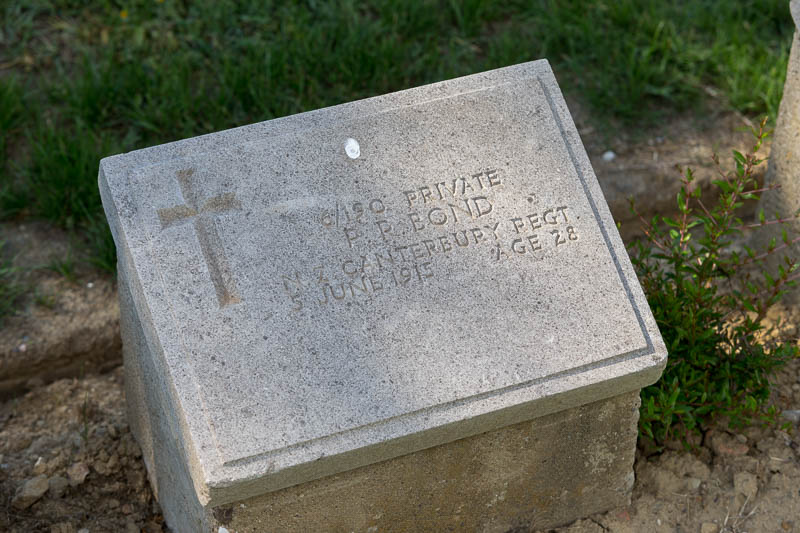 6/190 PRIVATE
P. P. BOND
N.Z. CANTERBURY REGT.
5 JUNE 1915 AGE 28